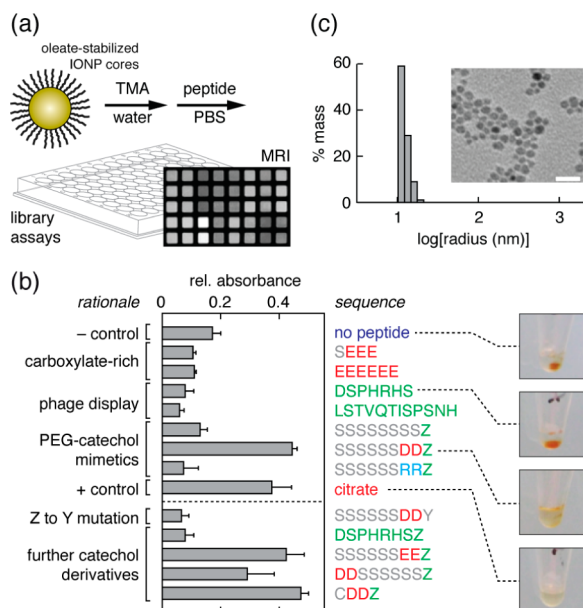 (a)
oleate-stabilized
IONP cores
TMA
water
peptide
PBS
MRI
library
assays
(c)
60
40
20
0
% mass
1
2
3
log[radius (nm)]
(b)
rel. absorbance
rationale
0
0.2
0.4
sequence
– control
no peptide
carboxylate-rich
SEEE
EEEEEE
phage display
DSPHRHS
LSTVQTISPSNH
PEG-catechol
mimetics
SSSSSSSSZ
SSSSSSDDZ
SSSSSSRRZ
+ control
citrate
Z to Y mutation
SSSSSSDDY
further catechol
derivatives
DSPHRHSZ
SSSSSSEEZ
DDSSSSSSZ
CDDZ